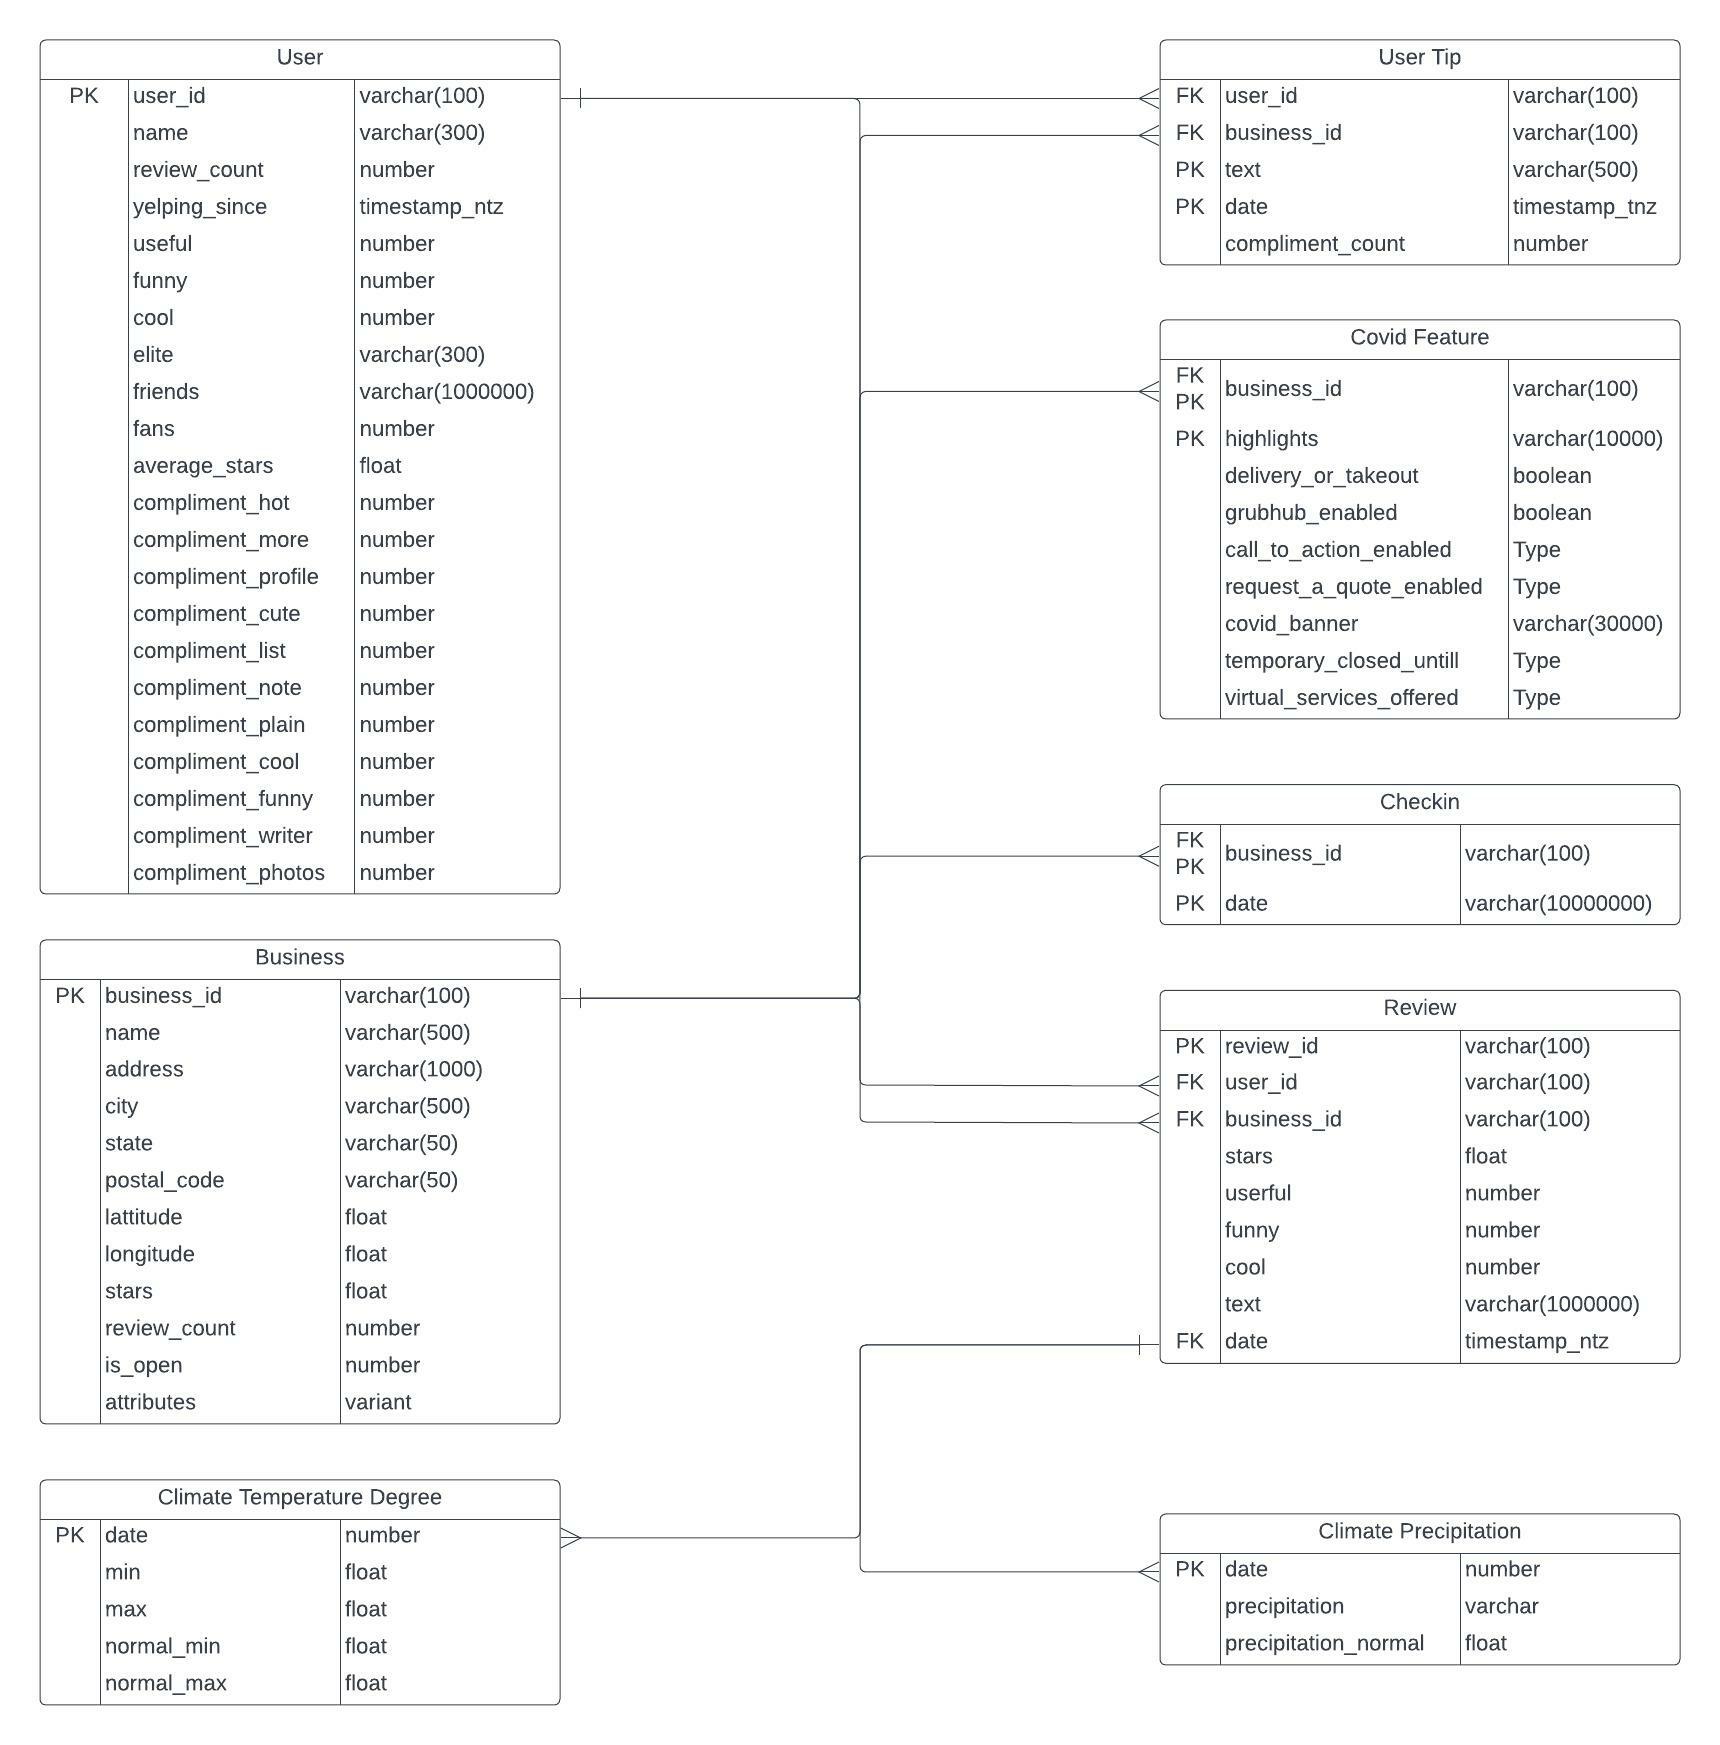 User
PK user_id varchar(100)
name varchar(300)
review_count number
yelping_since timestamp_ntz
useful number
funny number
cool number
elite varchar(300)
friends varchar(1000000)
fans number
average_stars float
compliment_hot number
compliment_more number
compliment_profile number
compliment_cute number
compliment_list number
compliment_note number
compliment_plain number
compliment_cool number
compliment_funny number
compliment_writer number
compliment_photos number
User Tip
FK user_id varchar(100)
FK business_id varchar(100)
PK text varchar(500)
PK date timestamp_tnz
compliment_count number
Covid Feature
FK
PK business_id varchar(100)
PK highlights varchar(10000)
delivery_or_takeout boolean
grubhub_enabled boolean
call_to_action_enabled Type
request_a_quote_enabled Type
covid_banner varchar(30000)
temporary_closed_untill Type
virtual_services_offered Type
Checkin
FK
PK business_id varchar(100)
PK date varchar(10000000)
Business
PK business_id varchar(100)
name varchar(500)
address varchar(1000)
city varchar(500)
state varchar(50)
postal_code varchar(50)
lattitude float
longitude float
stars float
review_count number
is_open number
attributes variant
Review
PK review_id varchar(100)
FK user_id varchar(100)
FK business_id varchar(100)
stars float
userful number
funny number
cool number
text varchar(1000000)
FK date timestamp_ntz
Climate Temperature Degree
PK date number
min float
max float
normal_min float
normal_max float
Climate Precipitation
PK date number
precipitation varchar
precipitation_normal float